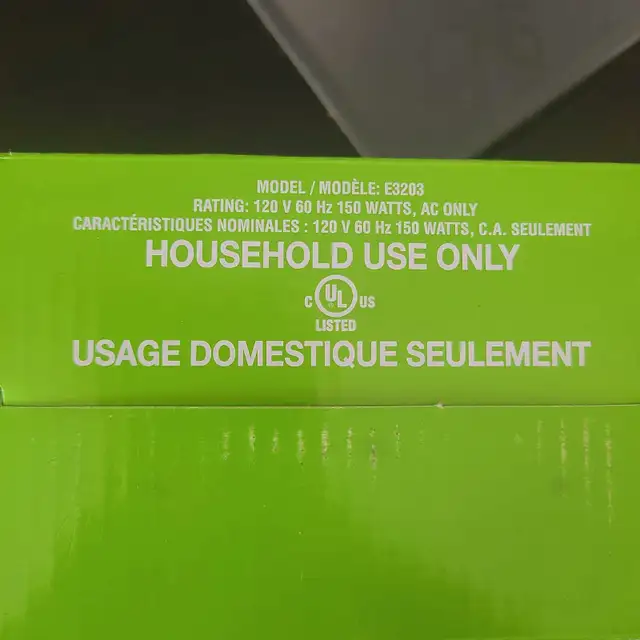 MODEL / MODÈLE: E3203
RATING: 120 V 60 Hz 150 WATTS, AC ONLY
CARACTÉRISTIQUES NOMINALES : 120 V 60 Hz 150 WATTS, C.A. SEULEMENT
HOUSEHOLD USE ONLY
C UL US
LISTED
USAGE DOMESTIQUE SEULEMENT